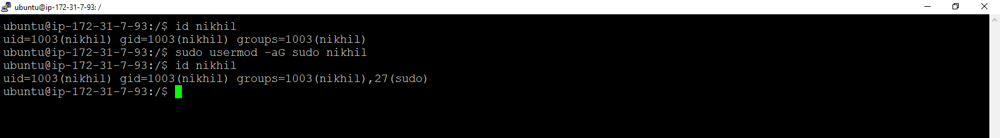 ubuntu@ip-172-31-7-93: /
ubuntu@ip-172-31-7-93:/$ id nikhil
uid=1003(nikhil) gid=1003(nikhil) groups=1003(nikhil)
ubuntu@ip-172-31-7-93:/$ sudo usermod -aG sudo nikhil
ubuntu@ip-172-31-7-93:/$ id nikhil
uid=1003(nikhil) gid=1003(nikhil) groups=1003(nikhil),27(sudo)
ubuntu@ip-172-31-7-93:/$